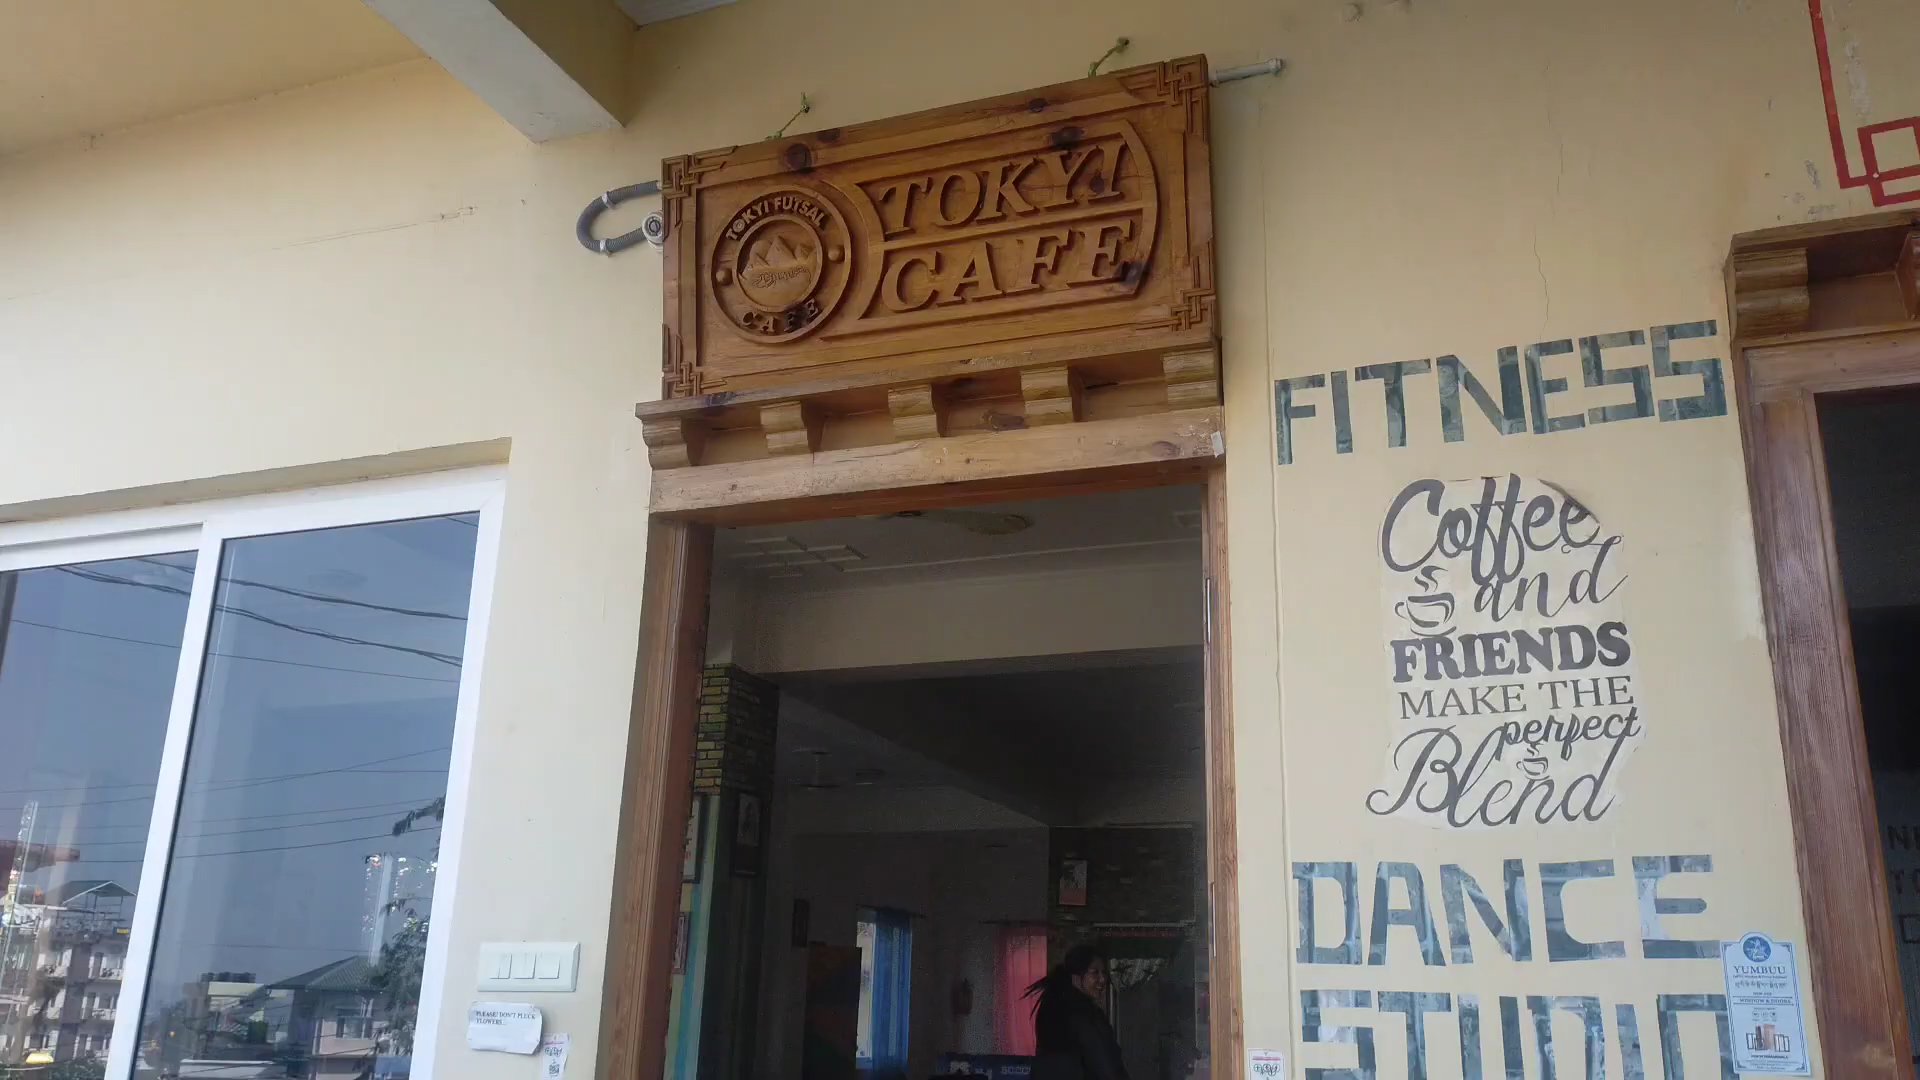 TOKYI FUTSAL
CAFE
TOKYI
CAFE
FITNESS
Coffee
and
FRIENDS
MAKE THE
perfect
Blend
DANCE
STUDIO
PLEASE! DON'T PLUCK
FLOWERS...
YUMBUU
WINDOW & DOORS